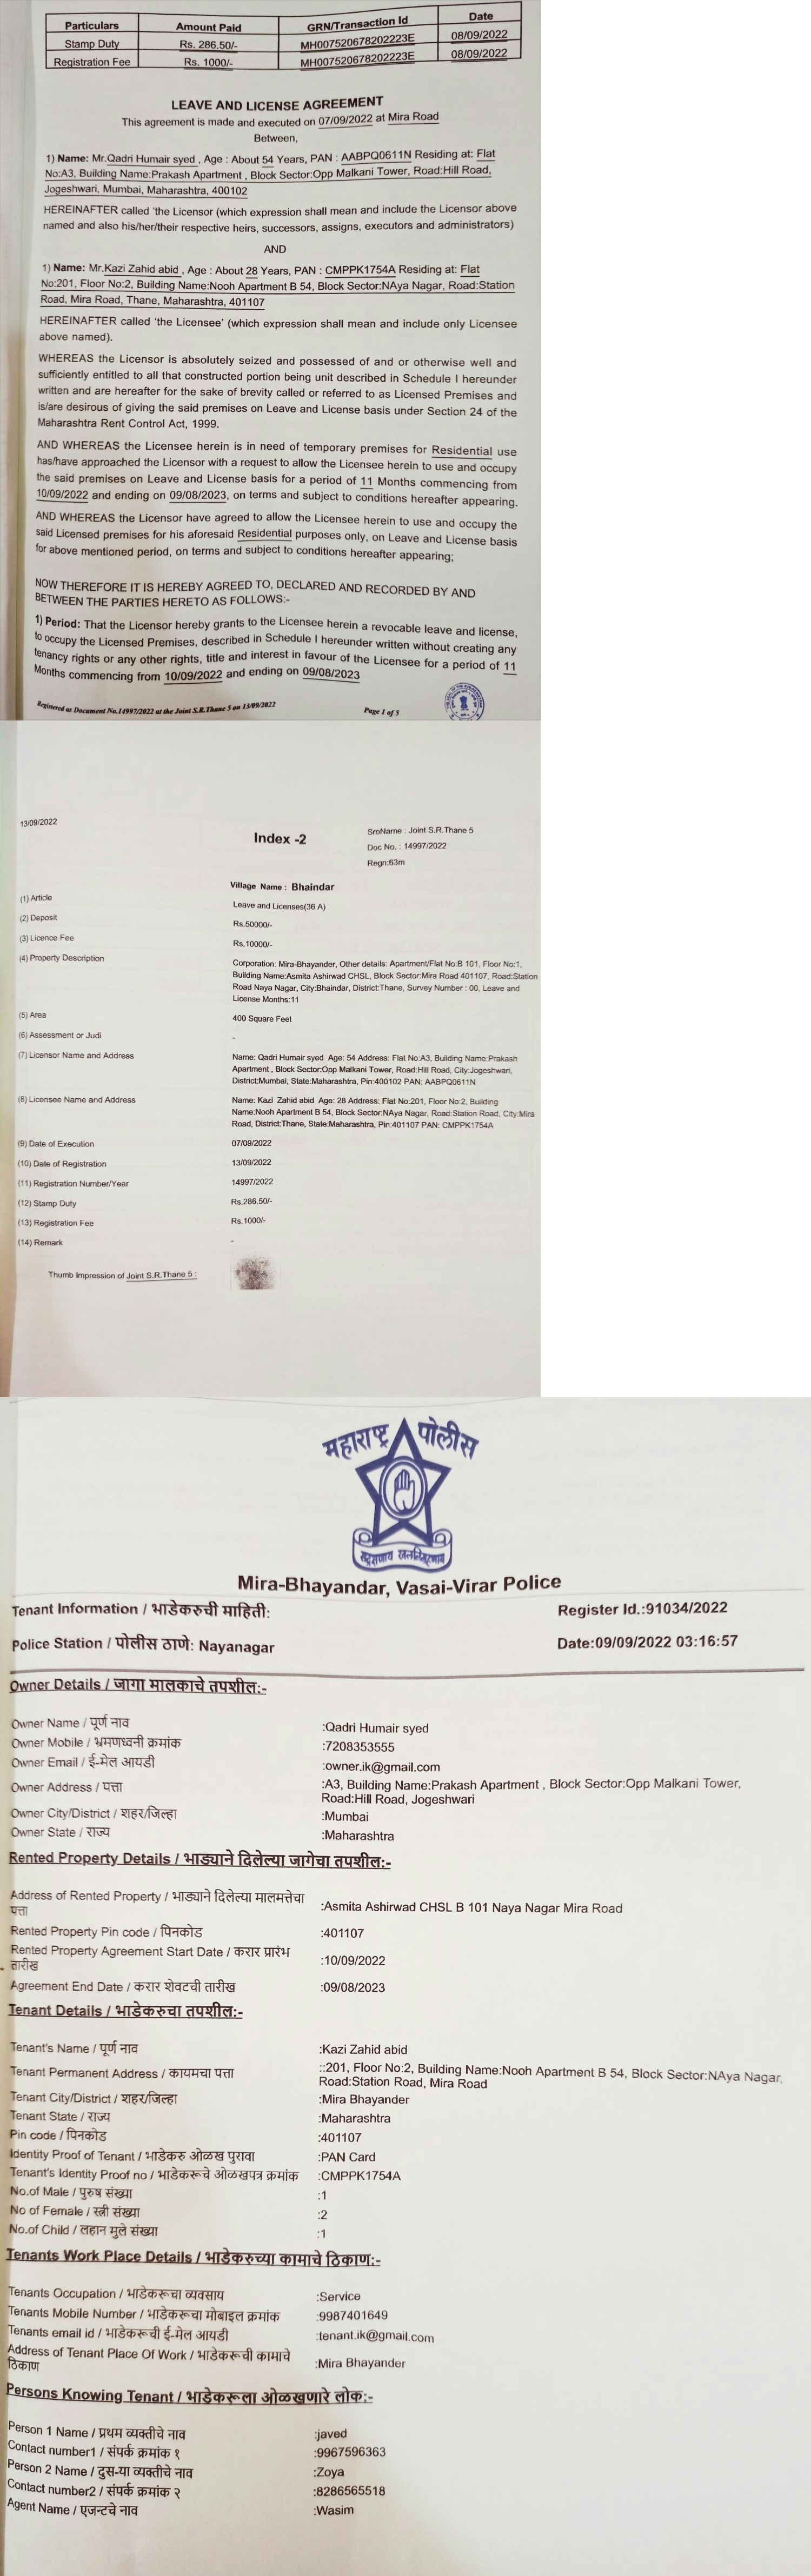 Particulars Amount Paid GRN/Transaction Id Date
Stamp Duty Rs. 286.50/- MH007520678202223E 08/09/2022
Registration Fee Rs. 1000/- MH007520678202223E 08/09/2022
LEAVE AND LICENSE AGREEMENT
This agreement is made and executed on 07/09/2022 at Mira Road
Between,
1) Name: Mr.Qadri Humair syed , Age : About 54 Years, PAN : AABPQ0611N Residing at: Flat
No:A3, Building Name:Prakash Apartment , Block Sector:Opp Malkani Tower, Road:Hill Road,
Jogeshwari, Mumbai, Maharashtra, 400102
HEREINAFTER called 'the Licensor (which expression shall mean and include the Licensor above
named and also his/her/their respective heirs, successors, assigns, executors and administrators)
AND
1) Name: Mr.Kazi Zahid abid , Age : About 28 Years, PAN : CMPPK1754A Residing at: Flat
No:201, Floor No:2, Building Name:Nooh Apartment B 54, Block Sector:NAya Nagar, Road:Station
Road, Mira Road, Thane, Maharashtra, 401107
HEREINAFTER called 'the Licensee' (which expression shall mean and include only Licensee
above named).
WHEREAS the Licensor is absolutely seized and possessed of and or otherwise well and
sufficiently entitled to all that constructed portion being unit described in Schedule I hereunder
written and are hereafter for the sake of brevity called or referred to as Licensed Premises and
is/are desirous of giving the said premises on Leave and License basis under Section 24 of the
Maharashtra Rent Control Act, 1999.
AND WHEREAS the Licensee herein is in need of temporary premises for Residential use
has/have approached the Licensor with a request to allow the Licensee herein to use and occupy
the said premises on Leave and License basis for a period of 11 Months commencing from
10/09/2022 and ending on 09/08/2023, on terms and subject to conditions hereafter appearing.
AND WHEREAS the Licensor have agreed to allow the Licensee herein to use and occupy the
said Licensed premises for his aforesaid Residential purposes only, on Leave and License basis
for above mentioned period, on terms and subject to conditions hereafter appearing;
NOW THEREFORE IT IS HEREBY AGREED TO, DECLARED AND RECORDED BY AND
BETWEEN THE PARTIES HERETO AS FOLLOWS:-
1) Period: That the Licensor hereby grants to the Licensee herein a revocable leave and license,
to occupy the Licensed Premises, described in Schedule I hereunder written without creating any
tenancy rights or any other rights, title and interest in favour of the Licensee for a period of 11
Months commencing from 10/09/2022 and ending on 09/08/2023
Registered as Document No.14997/2022 at the Joint S.R.Thane 5 on 13/09/2022 Page 1 of 5
13/09/2022
Index -2
SroName : Joint S.R.Thane 5
Doc No. : 14997/2022
Regn:63m
Village Name : Bhaindar
(1) Article Leave and Licenses(36 A)
(2) Deposit Rs.50000/-
(3) Licence Fee Rs.10000/-
(4) Property Description Corporation: Mira-Bhayander, Other details: Apartment/Flat No:B 101, Floor No:1,
Building Name:Asmita Ashirwad CHSL, Block Sector:Mira Road 401107, Road:Station
Road Naya Nagar, City:Bhaindar, District:Thane, Survey Number : 00, Leave and
License Months:11
(5) Area 400 Square Feet
(6) Assessment or Judi -
(7) Licensor Name and Address Name: Qadri Humair syed Age: 54 Address: Flat No:A3, Building Name:Prakash
Apartment , Block Sector:Opp Malkani Tower, Road:Hill Road, City:Jogeshwari,
District:Mumbai, State:Maharashtra, Pin:400102 PAN: AABPQ0611N
(8) Licensee Name and Address Name: Kazi Zahid abid Age: 28 Address: Flat No:201, Floor No:2, Building
Name:Nooh Apartment B 54, Block Sector:NAya Nagar, Road:Station Road, City:Mira
Road, District:Thane, State:Maharashtra, Pin:401107 PAN: CMPPK1754A
(9) Date of Execution 07/09/2022
(10) Date of Registration 13/09/2022
(11) Registration Number/Year 14997/2022
(12) Stamp Duty Rs.286.50/-
(13) Registration Fee Rs.1000/-
(14) Remark -
Thumb Impression of Joint S.R.Thane 5 :
महाराष्ट्र पोलीस
Mira-Bhayandar, Vasai-Virar Police
Tenant Information / भाडेकरुची माहिती: Register Id.:91034/2022
Police Station / पोलीस ठाणे: Nayanagar Date:09/09/2022 03:16:57
Owner Details / जागा मालकाचे तपशील:-
Owner Name / पूर्ण नाव :Qadri Humair syed
Owner Mobile / भ्रमणध्वनी क्रमांक :7208353555
Owner Email / ई-मेल आयडी :owner.ik@gmail.com
Owner Address / पत्ता :A3, Building Name:Prakash Apartment , Block Sector:Opp Malkani Tower,
Road:Hill Road, Jogeshwari
Owner City/District / शहर/जिल्हा :Mumbai
Owner State / राज्य :Maharashtra
Rented Property Details / भाड्याने दिलेल्या जागेचा तपशील:-
Address of Rented Property / भाड्याने दिलेल्या मालमत्तेचा
पत्ता :Asmita Ashirwad CHSL B 101 Naya Nagar Mira Road
Rented Property Pin code / पिनकोड :401107
Rented Property Agreement Start Date / करार प्रारंभ
तारीख :10/09/2022
Agreement End Date / करार शेवटची तारीख :09/08/2023
Tenant Details / भाडेकरुचा तपशील:-
Tenant's Name / पूर्ण नाव :Kazi Zahid abid
Tenant Permanent Address / कायमचा पत्ता ::201, Floor No:2, Building Name:Nooh Apartment B 54, Block Sector:NAya Nagar,
Road:Station Road, Mira Road
Tenant City/District / शहर/जिल्हा :Mira Bhayander
Tenant State / राज्य :Maharashtra
Pin code / पिनकोड :401107
Identity Proof of Tenant / भाडेकरु ओळख पुरावा :PAN Card
Tenant's Identity Proof no / भाडेकरूचे ओळखपत्र क्रमांक :CMPPK1754A
No.of Male / पुरुष संख्या :1
No of Female / स्त्री संख्या :2
No.of Child / लहान मुले संख्या :1
Tenants Work Place Details / भाडेकरुच्या कामाचे ठिकाण:-
Tenants Occupation / भाडेकरूचा व्यवसाय :Service
Tenants Mobile Number / भाडेकरूचा मोबाइल क्रमांक :9987401649
Tenants email id / भाडेकरूची ई-मेल आयडी :tenant.ik@gmail.com
Address of Tenant Place Of Work / भाडेकरूची कामाचे
ठिकाण :Mira Bhayander
Persons Knowing Tenant / भाडेकरूला ओळखणारे लोक:-
Person 1 Name / प्रथम व्यक्तीचे नाव :javed
Contact number1 / संपर्क क्रमांक १ :9967596363
Person 2 Name / दुस-या व्यक्तीचे नाव :Zoya
Contact number2 / संपर्क क्रमांक २ :8286565518
Agent Name / एजन्टचे नाव :Wasim